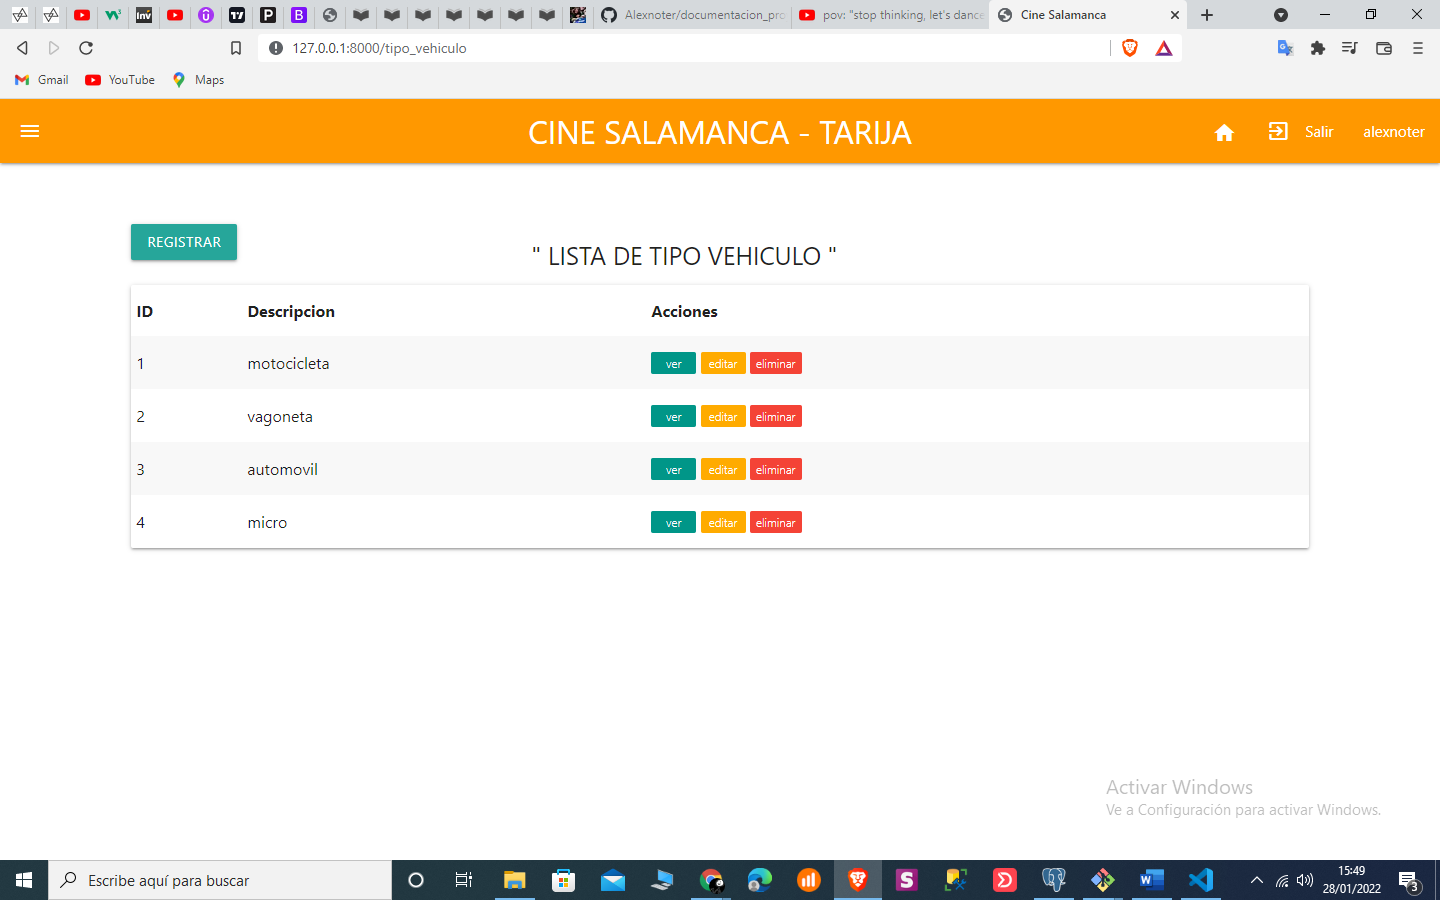 Alexnoter/documentacion_pro
pov: "stop thinking, let's dance
Cine Salamanca
127.0.0.1:8000/tipo_vehiculo
Gmail
YouTube
Maps
CINE SALAMANCA - TARIJA
Salir
alexnoter
REGISTRAR
" LISTA DE TIPO VEHICULO "
ID Descripcion Acciones
1 motocicleta ver editar eliminar
2 vagoneta ver editar eliminar
3 automovil ver editar eliminar
4 micro ver editar eliminar
Activar Windows
Ve a Configuración para activar Windows.
Escribe aquí para buscar
15:49
28/01/2022
3